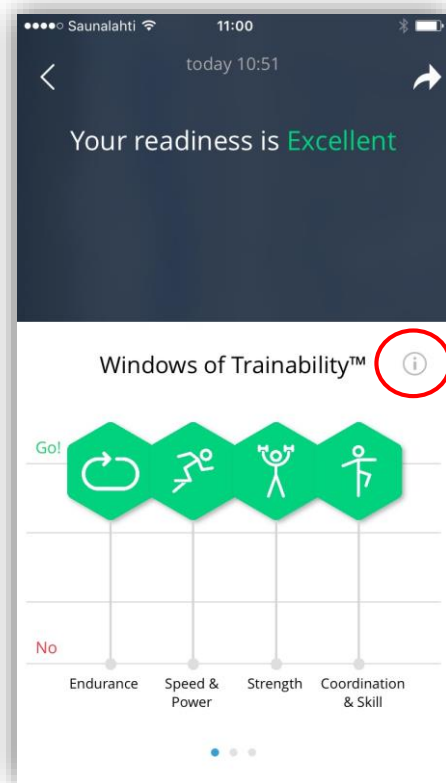 Saunalahti 11:00
today 10:51
Your readiness is Excellent
Windows of Trainability™
Go!
No
Endurance
Speed &
Power
Strength
Coordination
& Skill